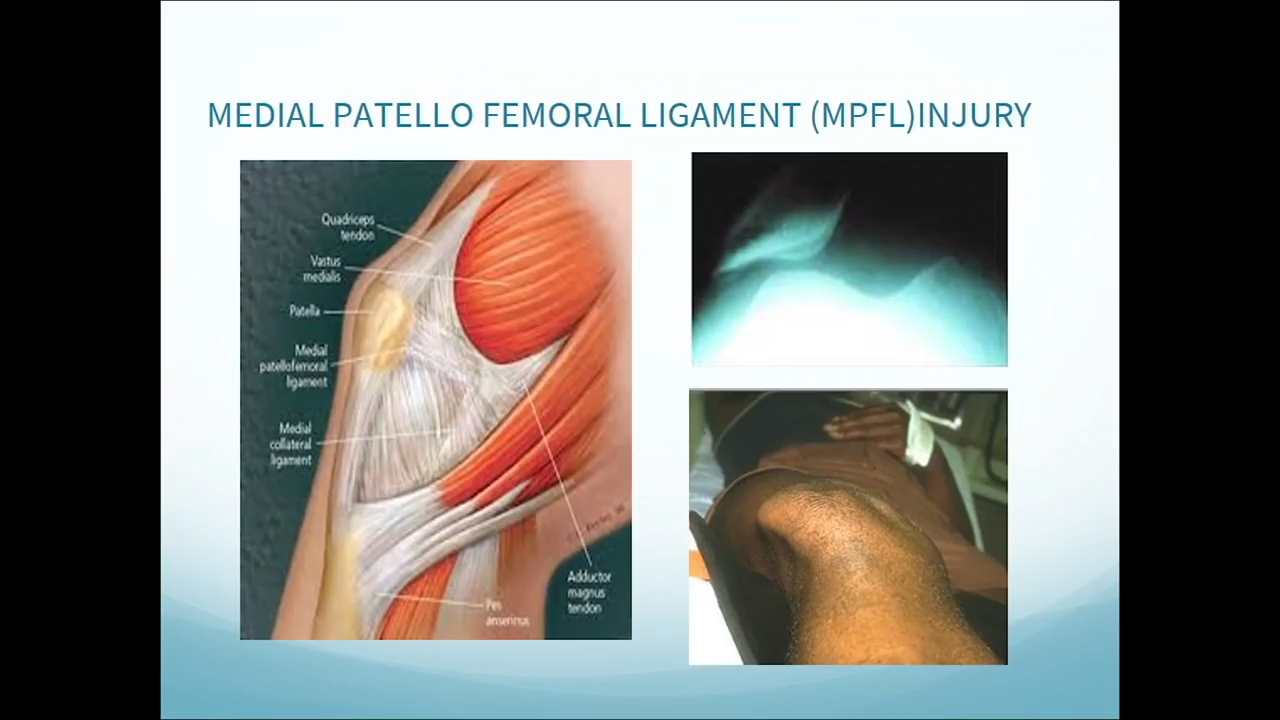 MEDIAL PATELLO FEMORAL LIGAMENT (MPFL)INJURY
Quadriceps
tendon
Vastus
medialis
Patella
Medial
patellofemoral
ligament
Medial
collateral
ligament
Adductor
magnus
tendon
Pes
anserinus